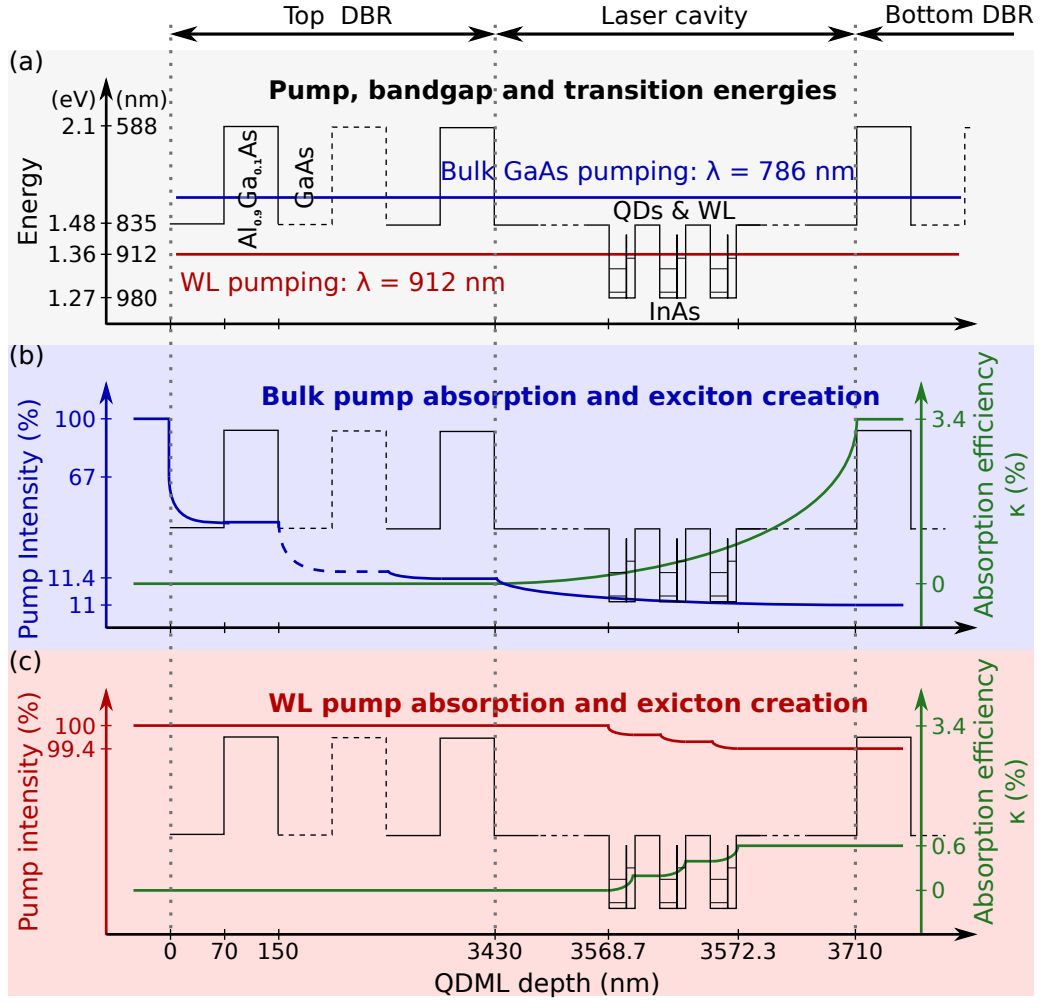 Top DBR
Laser cavity
Bottom DBR
(a)
(eV) (nm)
Pump, bandgap and transition energies
2.1 588
1.48 835
1.36 912
1.27 980
Energy
Al0.9Ga0.1As
GaAs
Bulk GaAs pumping: λ = 786 nm
QDs & WL
WL pumping: λ = 912 nm
InAs
(b)
Bulk pump absorption and exciton creation
Pump Intensity (%)
100
67
11.4
11
3.4
0
Absorption efficiency
κ (%)
(c)
WL pump absorption and exicton creation
Pump intensity (%)
100
99.4
3.4
0.6
0
Absorption efficiency
κ (%)
0 70 150 3430 3568.7 3572.3 3710
QDML depth (nm)